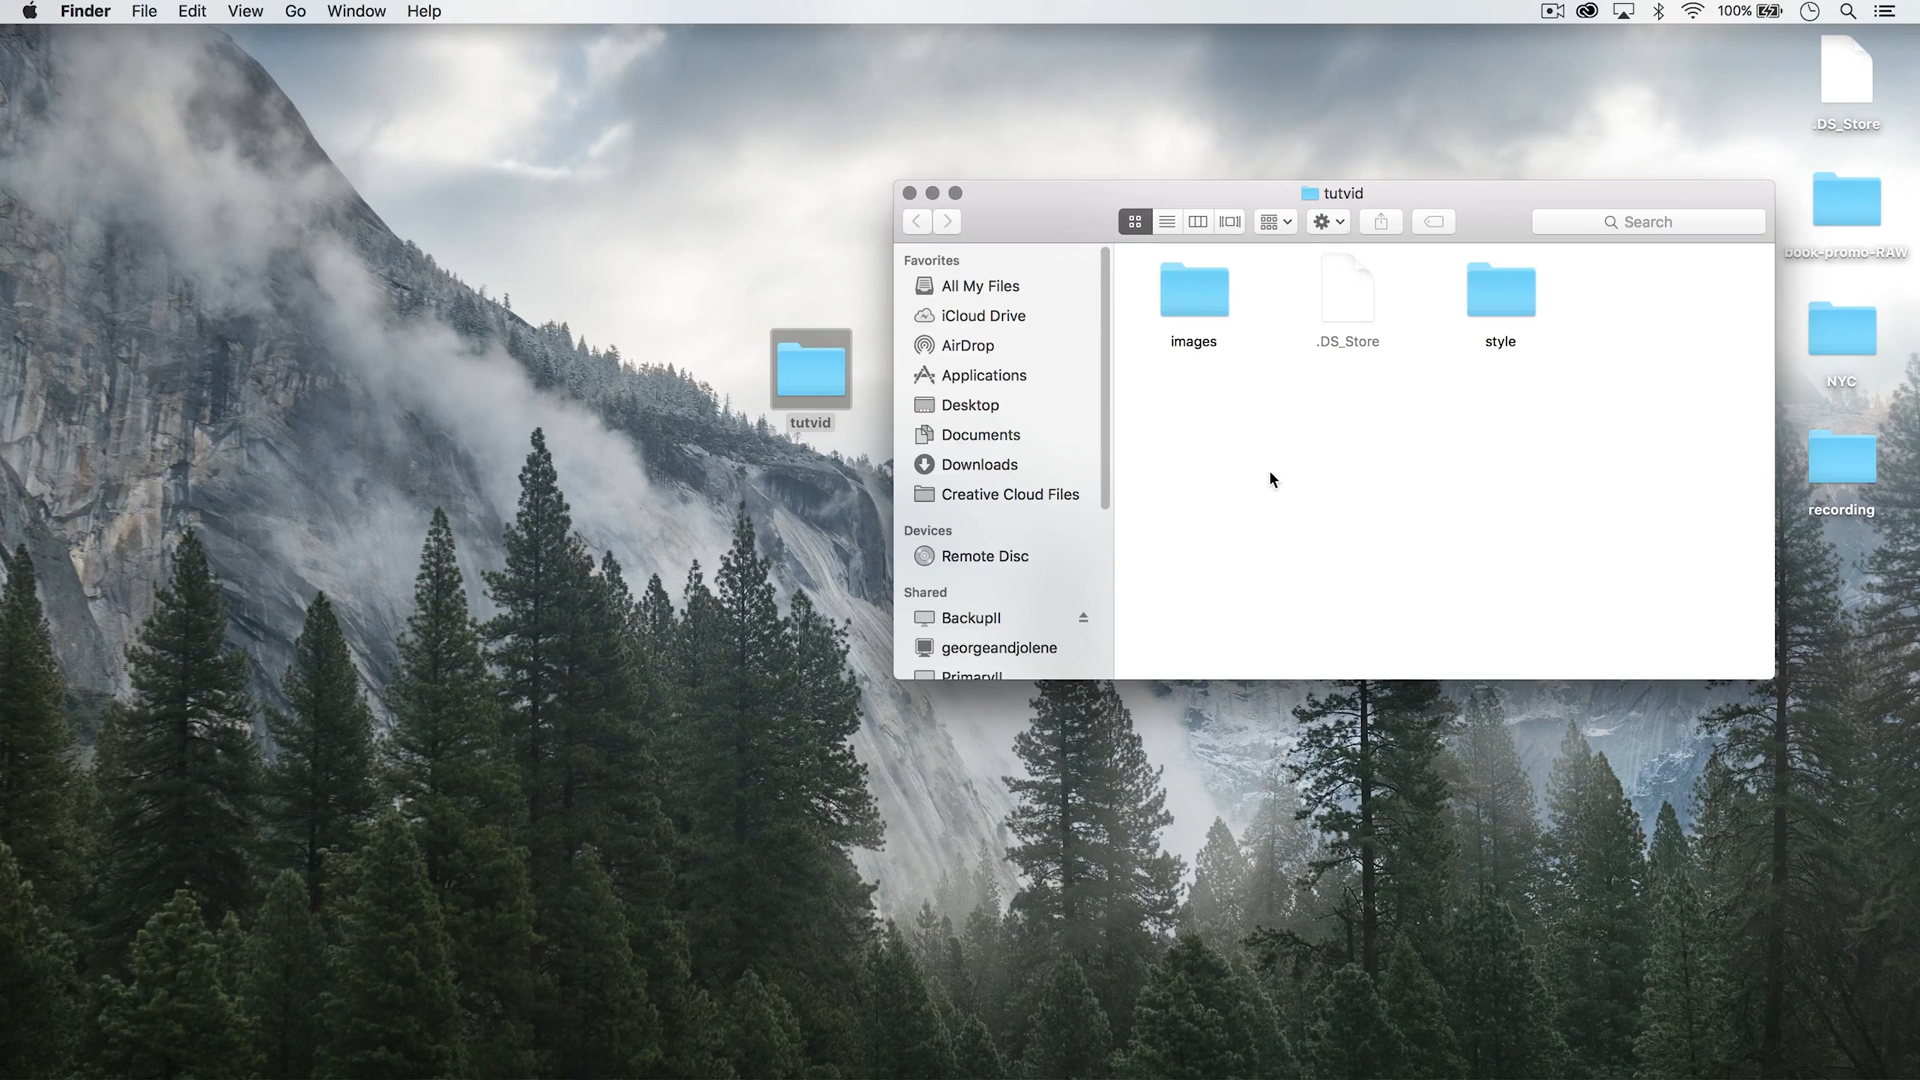 Finder File Edit View Go Window Help 100%
.DS_Store
book-promo-RAW
NYC
recording
tutvid
tutvid
Search
Favorites
All My Files
iCloud Drive
AirDrop
Applications
Desktop
Documents
Downloads
Creative Cloud Files
Devices
Remote Disc
Shared
BackupII
georgeandjolene
PrimaryII
images
.DS_Store
style